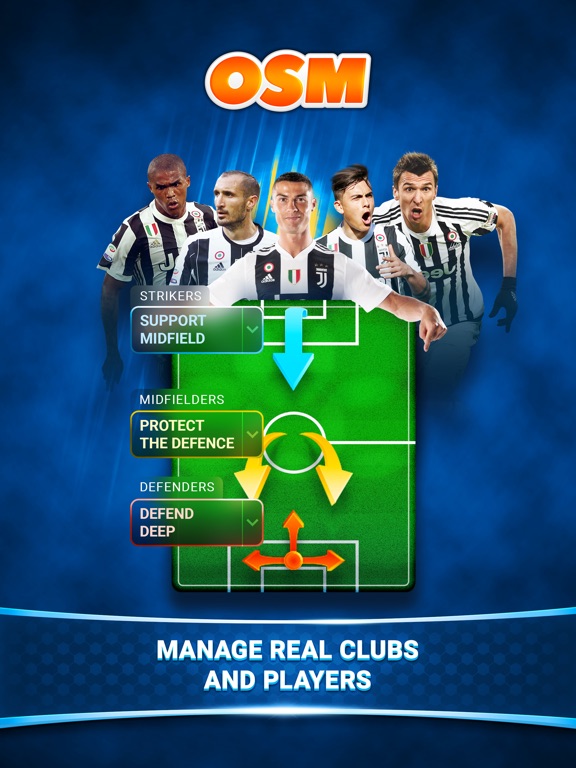 OSM
STRIKERS
SUPPORT
MIDFIELD
MIDFIELDERS
PROTECT
THE DEFENCE
DEFENDERS
DEFEND
DEEP
MANAGE REAL CLUBS
AND PLAYERS